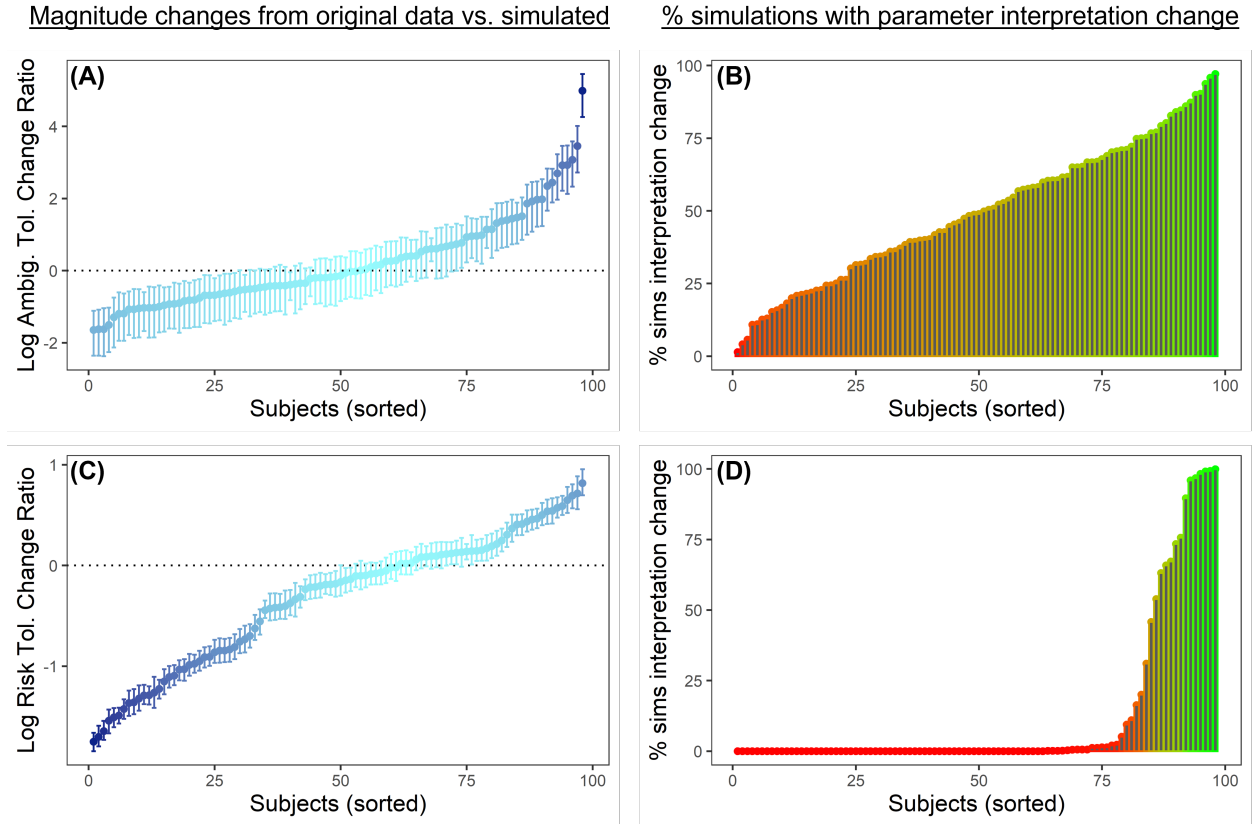 Magnitude changes from original data vs. simulated
% simulations with parameter interpretation change
(A)
Log Ambig. Tol. Change Ratio
4
2
0
-2
0 25 50 75 100
Subjects (sorted)
(B)
% sims interpretation change
100
75
50
25
0
0 25 50 75 100
Subjects (sorted)
(C)
Log Risk Tol. Change Ratio
1
0
-1
0 25 50 75 100
Subjects (sorted)
(D)
% sims interpretation change
100
75
50
25
0
0 25 50 75 100
Subjects (sorted)